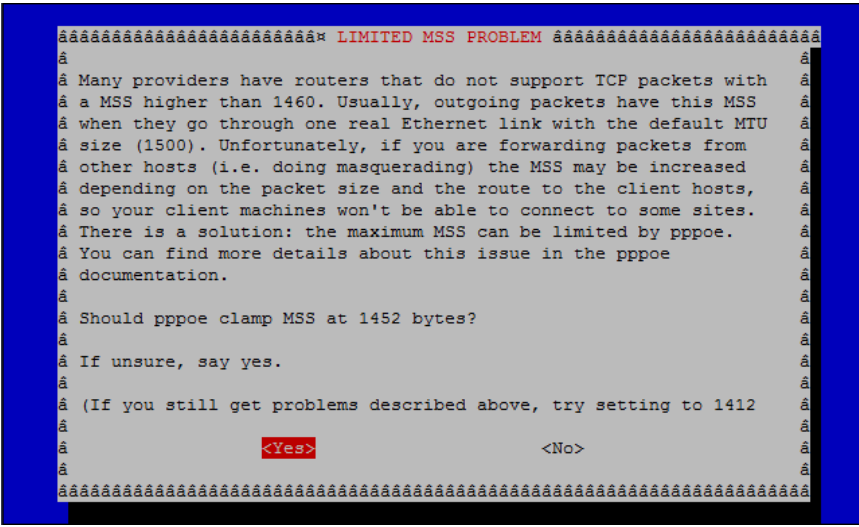 âââââââââââââââââââââââ¤ LIMITED MSS PROBLEM âââââââââââââââââââââââââ
â â
â Many providers have routers that do not support TCP packets with â
â a MSS higher than 1460. Usually, outgoing packets have this MSS â
â when they go through one real Ethernet link with the default MTU â
â size (1500). Unfortunately, if you are forwarding packets from â
â other hosts (i.e. doing masquerading) the MSS may be increased â
â depending on the packet size and the route to the client hosts, â
â so your client machines won't be able to connect to some sites. â
â There is a solution: the maximum MSS can be limited by pppoe. â
â You can find more details about this issue in the pppoe â
â documentation. â
â â
â Should pppoe clamp MSS at 1452 bytes? â
â â
â If unsure, say yes. â
â â
â (If you still get problems described above, try setting to 1412 â
â â
â <Yes> <No> â
â â
ââââââââââââââââââââââââââââââââââââââââââââââââââââââââââââââââââââââ